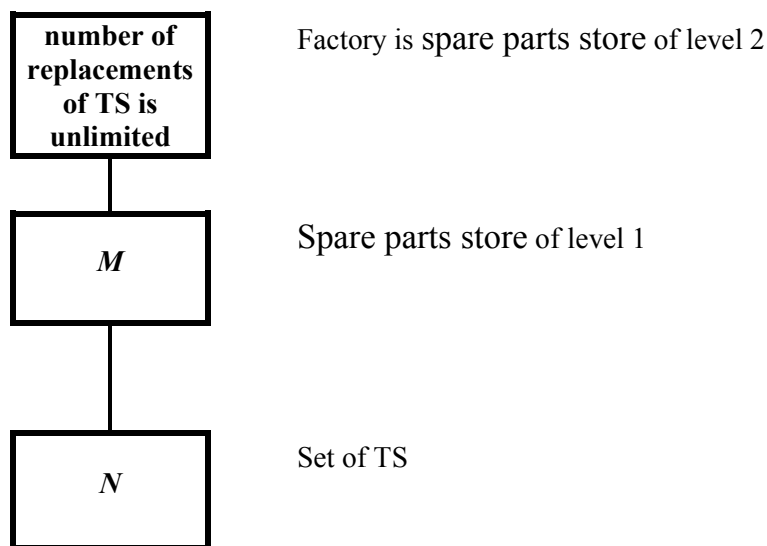 number of
replacements
of TS is
unlimited
Factory is spare parts store of level 2
M
Spare parts store of level 1
N
Set of TS